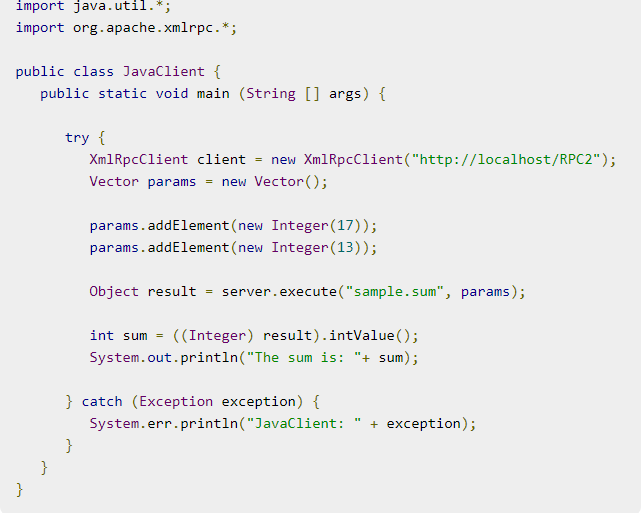 import java.util.*;
import org.apache.xmlrpc.*;

public class JavaClient {
   public static void main (String [] args) {

      try {
         XmlRpcClient client = new XmlRpcClient("http://localhost/RPC2");
         Vector params = new Vector();

         params.addElement(new Integer(17));
         params.addElement(new Integer(13));

         Object result = server.execute("sample.sum", params);

         int sum = ((Integer) result).intValue();
         System.out.println("The sum is: "+ sum);

      } catch (Exception exception) {
         System.err.println("JavaClient: " + exception);
      }
   }
}